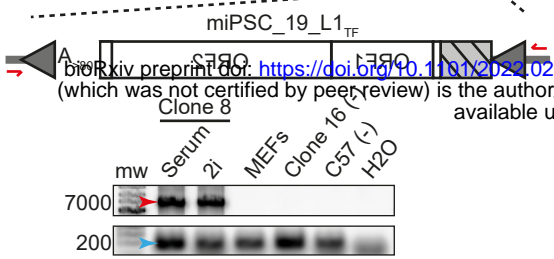 miPSC_19_L1TF
A~180 ORF2 ORF1
bioRxiv preprint doi: https://doi.org/10.1101/2022.02
(which was not certified by peer review) is the author
available u
Clone 8
mw Serum 2i MEFs Clone 16 (-) C57 (-) H2O
7000
200